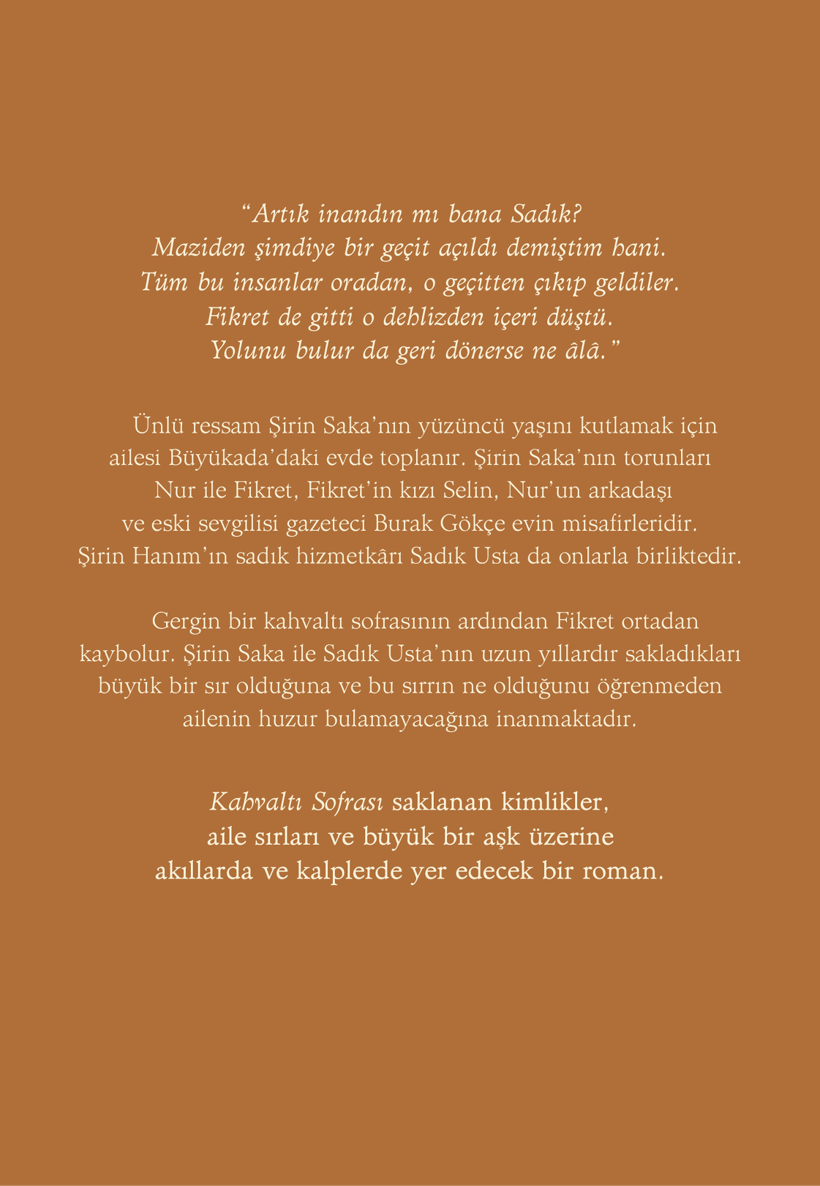 “Artık inandın mı bana Sadık?
Maziden şimdiye bir geçit açıldı demiştim hani.
Tüm bu insanlar oradan, o geçitten çıkıp geldiler.
Fikret de gitti o dehlizden içeri düştü.
Yolunu bulur da geri dönerse ne âlâ.”
Ünlü ressam Şirin Saka’nın yüzüncü yaşını kutlamak için
ailesi Büyükada’daki evde toplanır. Şirin Saka’nın torunları
Nur ile Fikret, Fikret’in kızı Selin, Nur’un arkadaşı
ve eski sevgilisi gazeteci Burak Gökçe evin misafirleridir.
Şirin Hanım’ın sadık hizmetkârı Sadık Usta da onlarla birliktedir.
Gergin bir kahvaltı sofrasının ardından Fikret ortadan
kaybolur. Şirin Saka ile Sadık Usta’nın uzun yıllardır sakladıkları
büyük bir sır olduğuna ve bu sırrın ne olduğunu öğrenmeden
ailenin huzur bulamayacağına inanmaktadır.
Kahvaltı Sofrası saklanan kimlikler,
aile sırları ve büyük bir aşk üzerine
akıllarda ve kalplerde yer edecek bir roman.